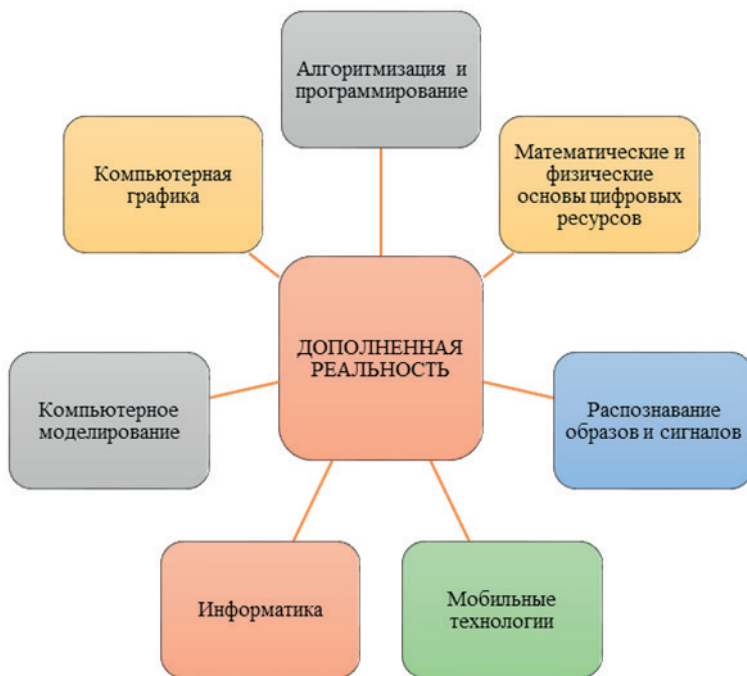 Алгоритмизация и
программирование
Компьютерная
графика
Математические и
физические
основы цифровых
ресурсов
ДОПОЛНЕННАЯ
РЕАЛЬНОСТЬ
Компьютерное
моделирование
Распознавание
образов и сигналов
Информатика
Мобильные
технологии